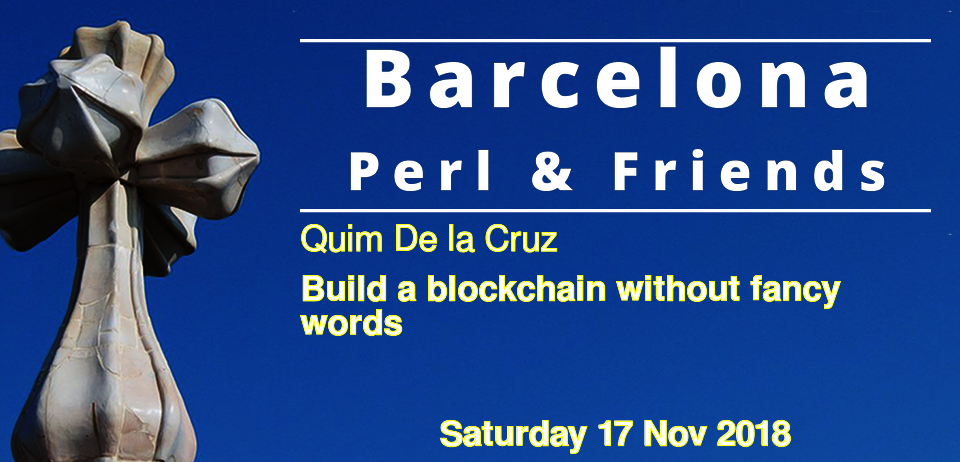 Barcelona
Perl & Friends
Quim De la Cruz
Build a blockchain without fancy
words
Saturday 17 Nov 2018